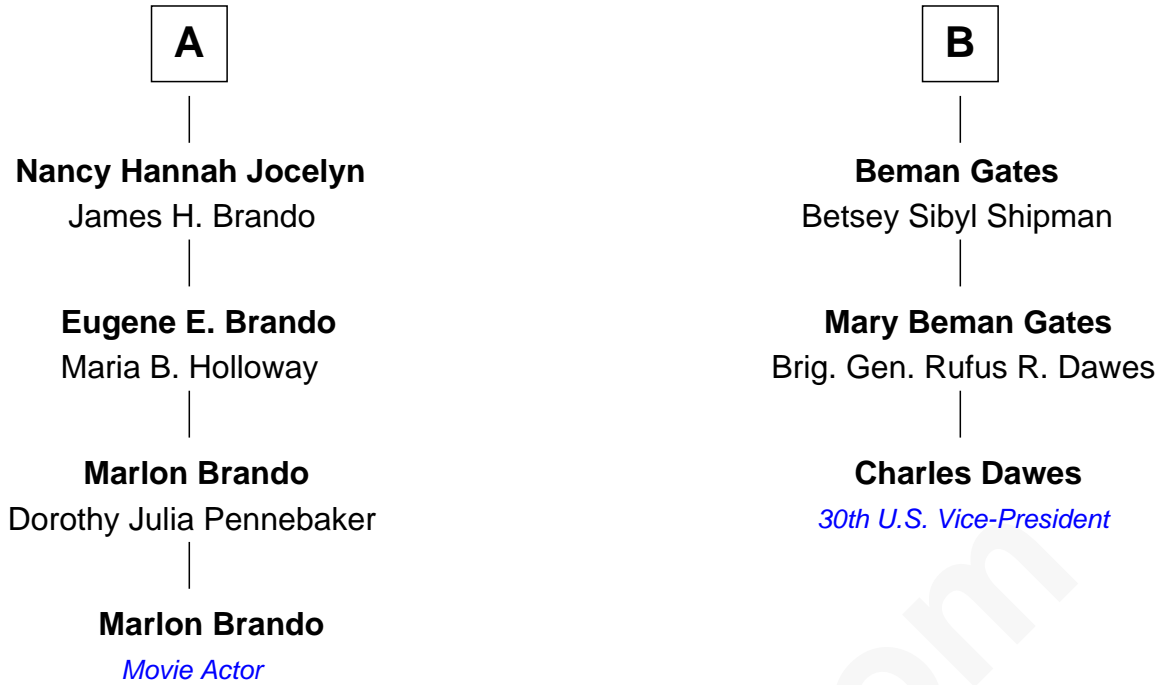 A
Nancy Hannah Jocelyn
James H. Brando
Eugene E. Brando
Maria B. Holloway
Marlon Brando
Dorothy Julia Pennebaker
Marlon Brando
Movie Actor
B
Beman Gates
Betsey Sibyl Shipman
Mary Beman Gates
Brig. Gen. Rufus R. Dawes
Charles Dawes
30th U.S. Vice-President
om